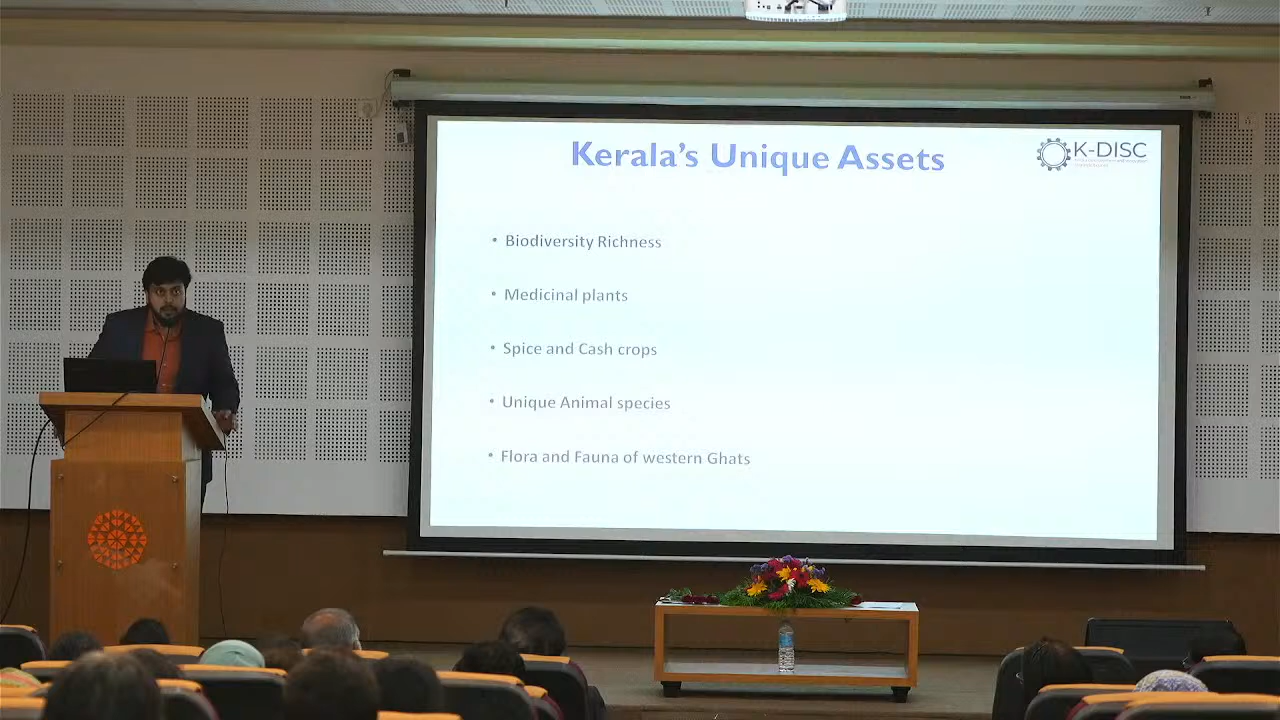 Kerala's Unique Assets
K-DISC
• Biodiversity Richness
• Medicinal plants
• Spice and Cash crops
• Unique Animal species
• Flora and Fauna of western Ghats